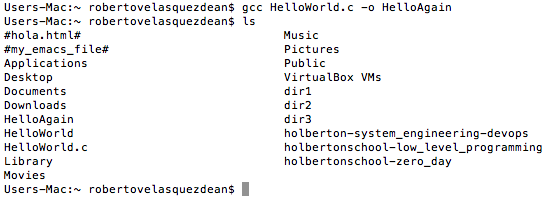 Users-Mac:~ robertovelasquezdean$ gcc HelloWorld.c -o HelloAgain
Users-Mac:~ robertovelasquezdean$ ls
#hola.html# Music
#my_emacs_file# Pictures
Applications Public
Desktop VirtualBox VMs
Documents dir1
Downloads dir2
HelloAgain dir3
HelloWorld holberton-system_engineering-devops
HelloWorld.c holbertonschool-low_level_programming
Library holbertonschool-zero_day
Movies
Users-Mac:~ robertovelasquezdean$